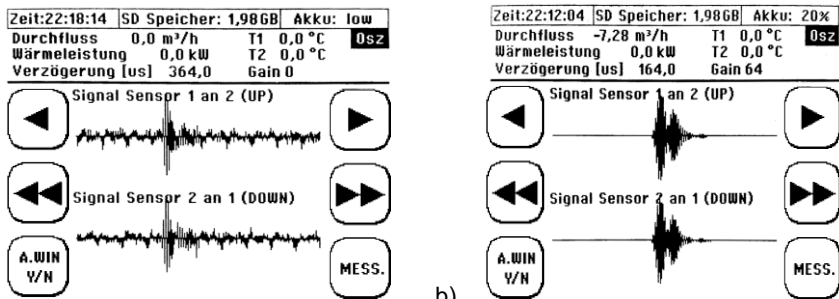 Zeit:22:18:14 SD Speicher: 1,98GB Akku: low
Durchfluss 0,0 m³/h T1 0,0 °C Osz
Wärmeleistung 0,0 kW T2 0,0 °C
Verzögerung [us] 364,0 Gain 0
Signal Sensor 1 an 2 (UP)
Signal Sensor 2 an 1 (DOWN)
A.WIN
Y/N
MESS.
b)
Zeit:22:12:04 SD Speicher: 1,98GB Akku: 20%
Durchfluss -7,28 m³/h T1 0,0 °C Osz
Wärmeleistung 0,0 kW T2 0,0 °C
Verzögerung [us] 164,0 Gain 64
Signal Sensor 1 an 2 (UP)
Signal Sensor 2 an 1 (DOWN)
A.WIN
Y/N
MESS.